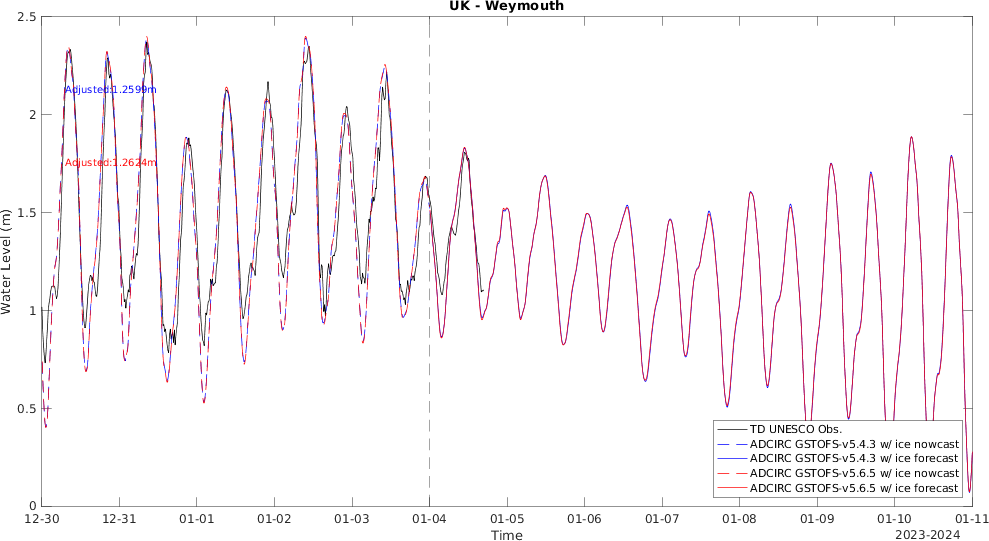 UK - Weymouth
2.5
2
1.5
1
0.5
0
Water Level (m)
Adjusted:1.2599m
Adjusted:1.2624m
TD UNESCO Obs.
ADCIRC GSTOFS-v5.4.3 w/ ice nowcast
ADCIRC GSTOFS-v5.4.3 w/ ice forecast
ADCIRC GSTOFS-v5.6.5 w/ ice nowcast
ADCIRC GSTOFS-v5.6.5 w/ ice forecast
12-30 12-31 01-01 01-02 01-03 01-04 01-05 01-06 01-07 01-08 01-09 01-10 01-11
Time
2023-2024